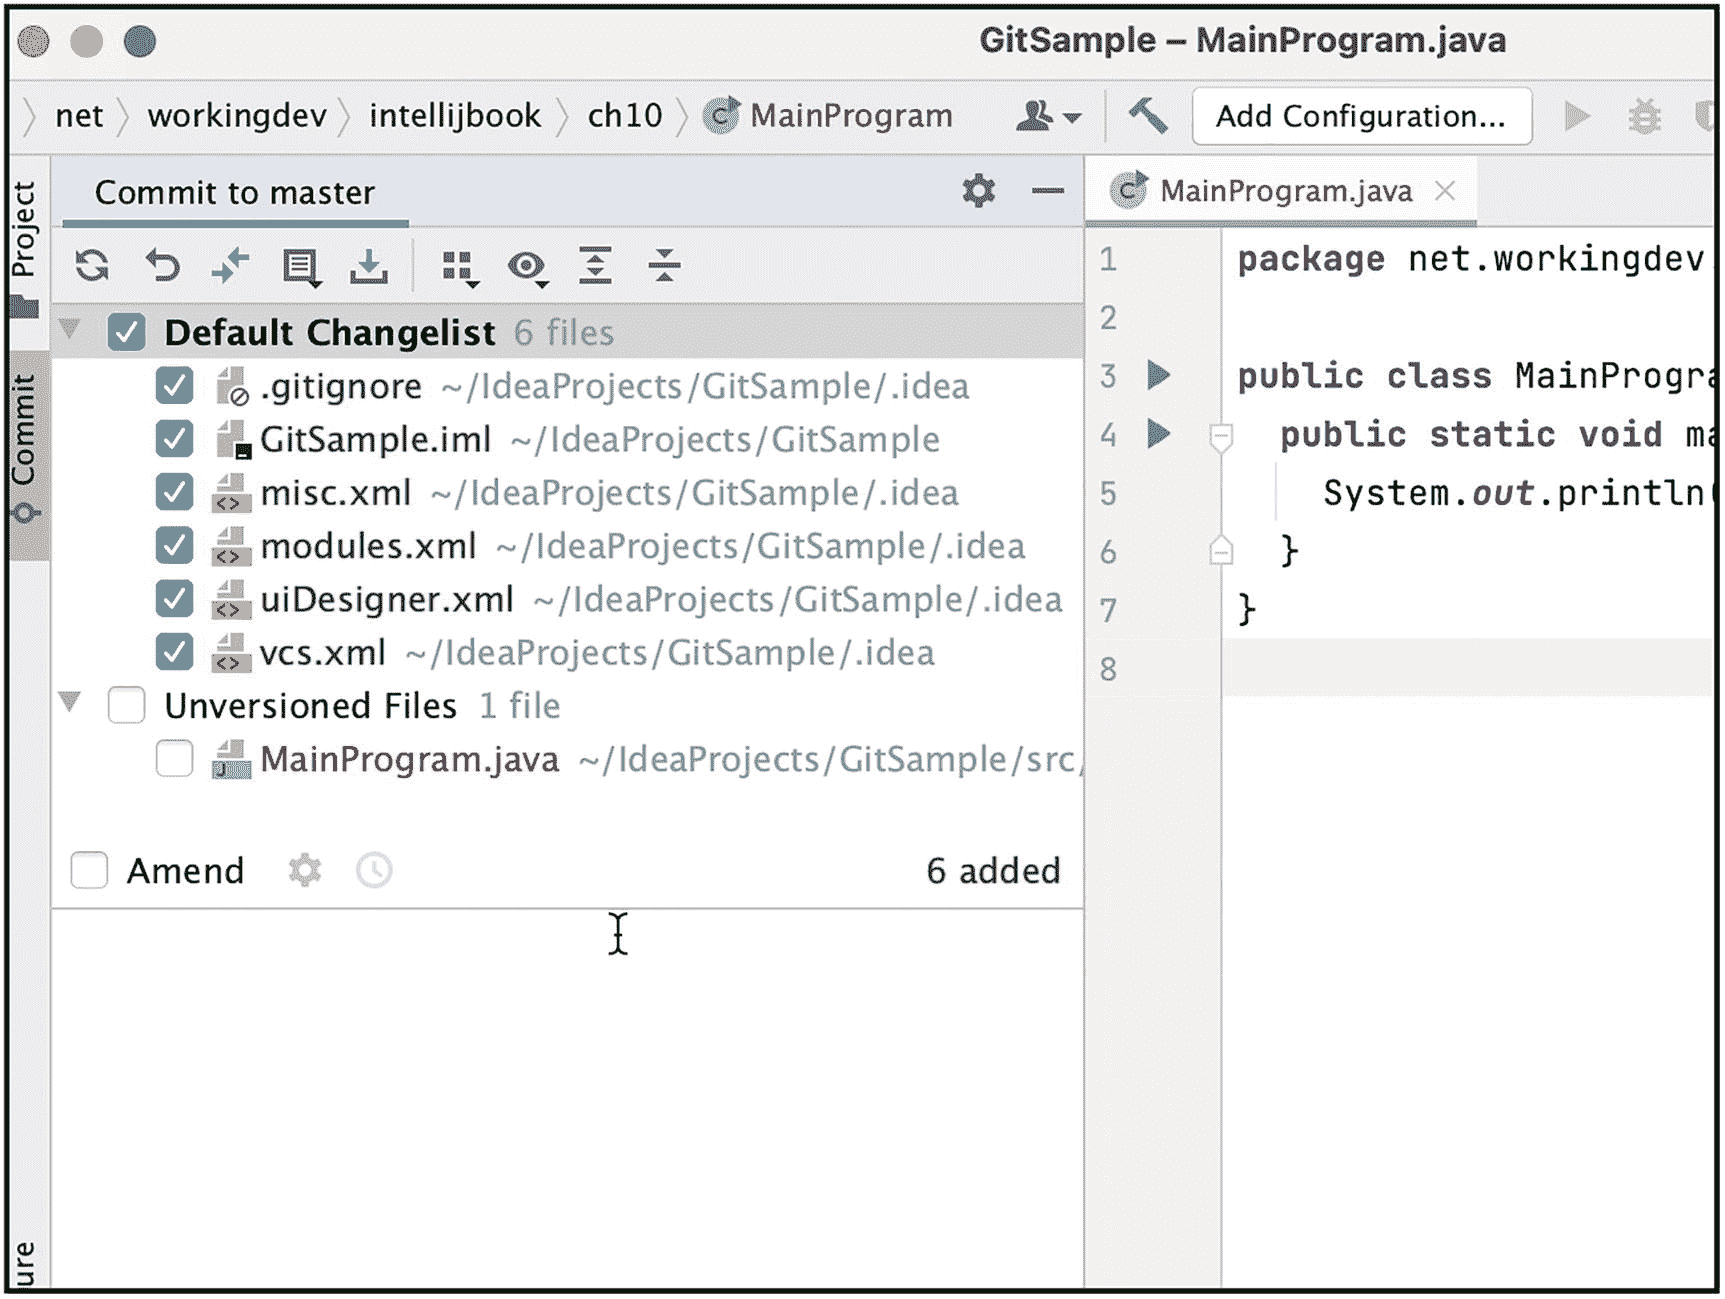 GitSample – MainProgram.java
net workingdev intellijbook ch10 MainProgram Add Configuration...
Project
Commit
Commit to master
Default Changelist 6 files
.gitignore ~/IdeaProjects/GitSample/.idea
GitSample.iml ~/IdeaProjects/GitSample
misc.xml ~/IdeaProjects/GitSample/.idea
modules.xml ~/IdeaProjects/GitSample/.idea
uiDesigner.xml ~/IdeaProjects/GitSample/.idea
vcs.xml ~/IdeaProjects/GitSample/.idea
Unversioned Files 1 file
MainProgram.java ~/IdeaProjects/GitSample/src/
Amend 6 added
ure
MainProgram.java
1 package net.workingdev
2
3 public class MainProgra
4 public static void ma
5 System.out.println(
6 }
7 }
8